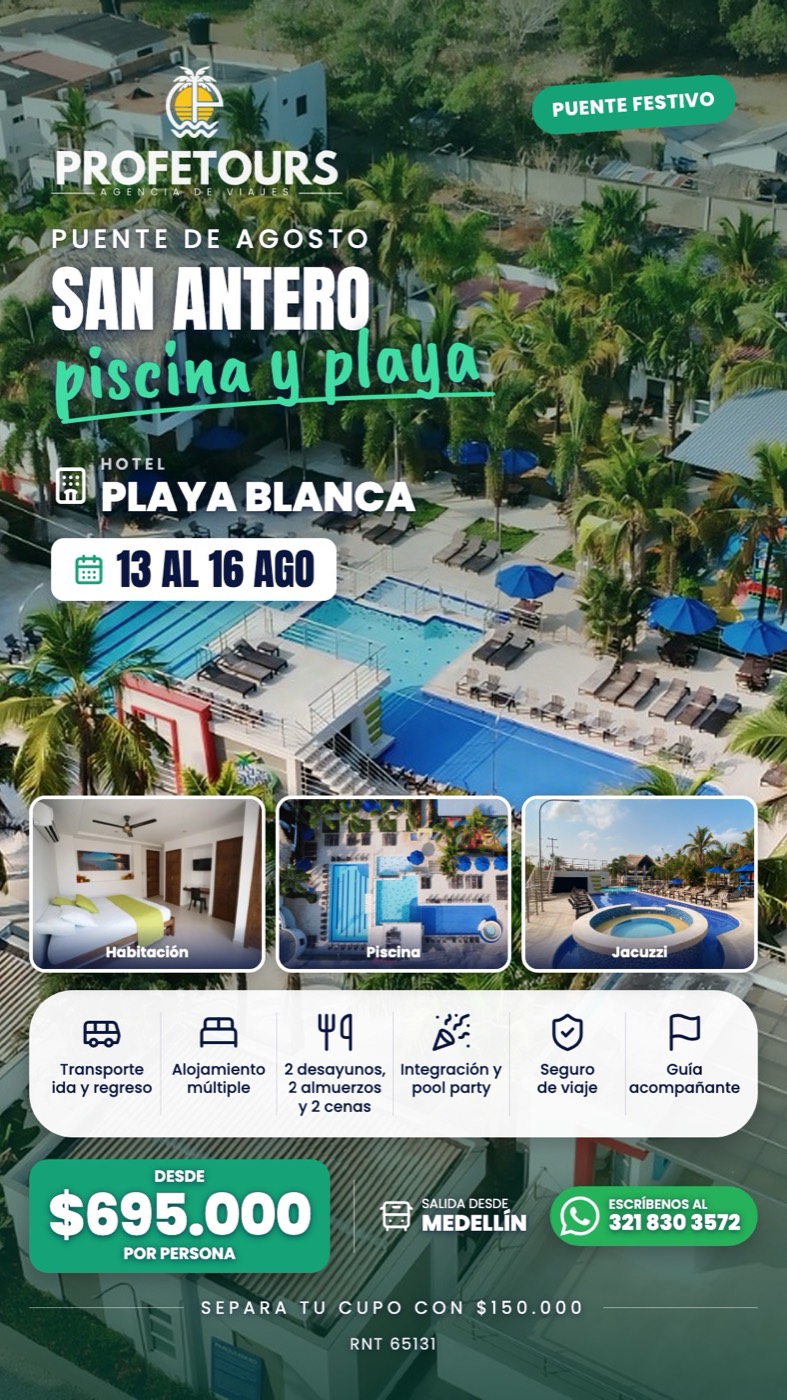 PUENTE FESTIVO
PROFETOURS
AGENCIA DE VIAJES
PUENTE DE AGOSTO
SAN ANTERO
piscina y playa
HOTEL
PLAYA BLANCA
13 AL 16 AGO
Habitación
Piscina
Jacuzzi
Transporte
ida y regreso
Alojamiento
múltiple
2 desayunos,
2 almuerzos
y 2 cenas
Integración y
pool party
Seguro
de viaje
Guía
acompañante
DESDE
$695.000
POR PERSONA
SALIDA DESDE
MEDELLÍN
ESCRÍBENOS AL
321 830 3572
SEPARA TU CUPO CON $150.000
RNT 65131